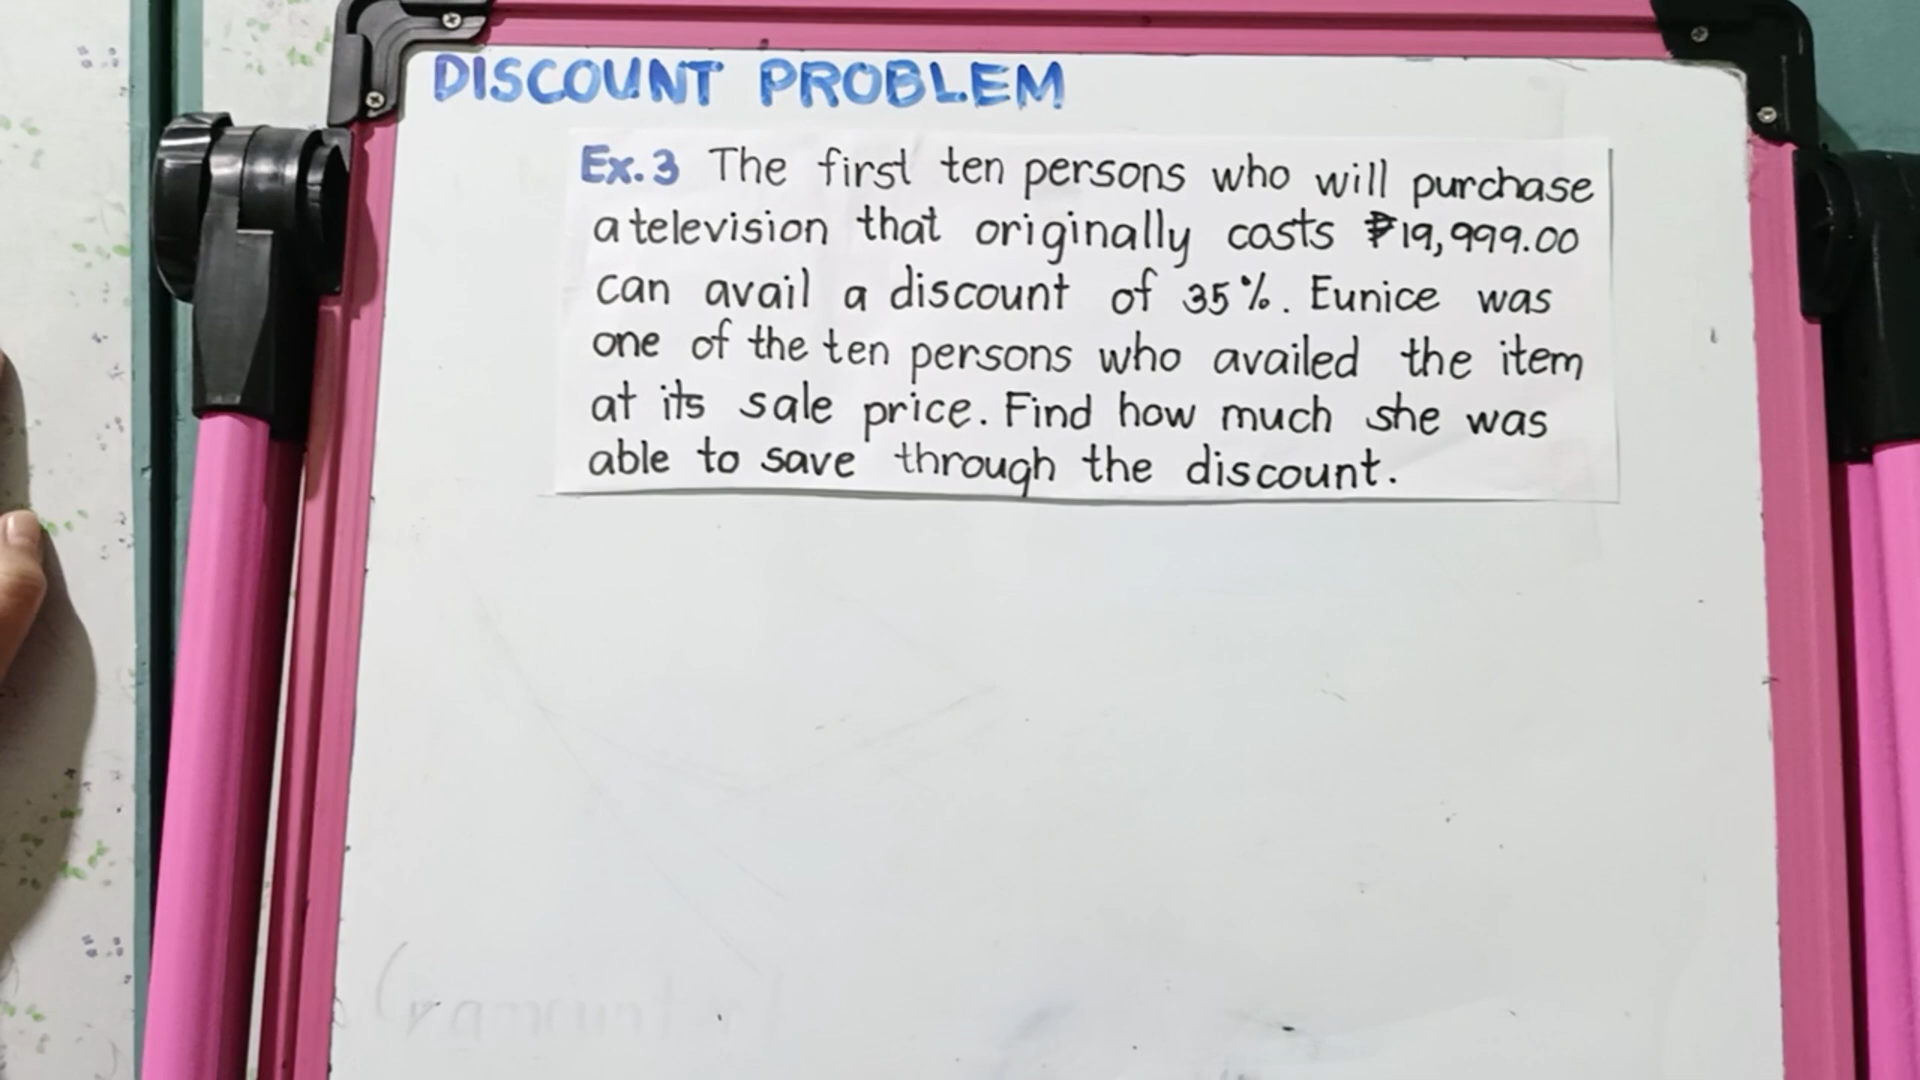 DISCOUNT PROBLEM
Ex. 3 The first ten persons who will purchase
a television that originally costs ₱19,999.00
can avail a discount of 35%. Eunice was
one of the ten persons who availed the item
at its sale price. Find how much she was
able to save through the discount.